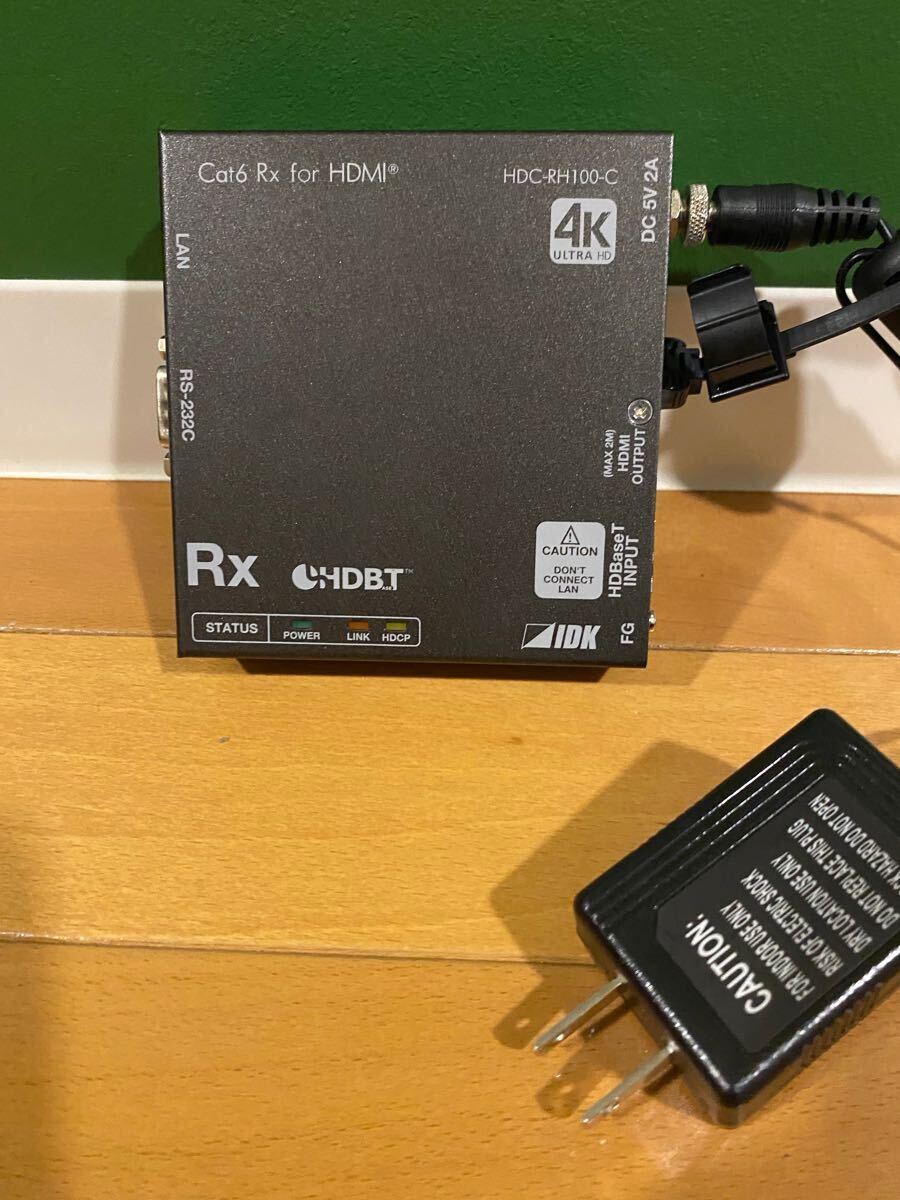 Cat6 Rx for HDMI®
HDC-RH100-C
4K
ULTRA HD
DC 5V 2A
LAN
RS-232C
(MAX 2M)
HDMI
OUTPUT
HDBaseT
INPUT
CAUTION
DON'T
CONNECT
LAN
Rx
HDBT™
ASE
STATUS
POWER
LINK
HDCP
IDK
FG
CAUTION:
FOR INDOOR USE ONLY
RISK OF ELECTRIC SHOCK
DRY LOCATION USE ONLY
DO NOT REPLACE THIS PLUG
HAZARD DO NOT OPEN